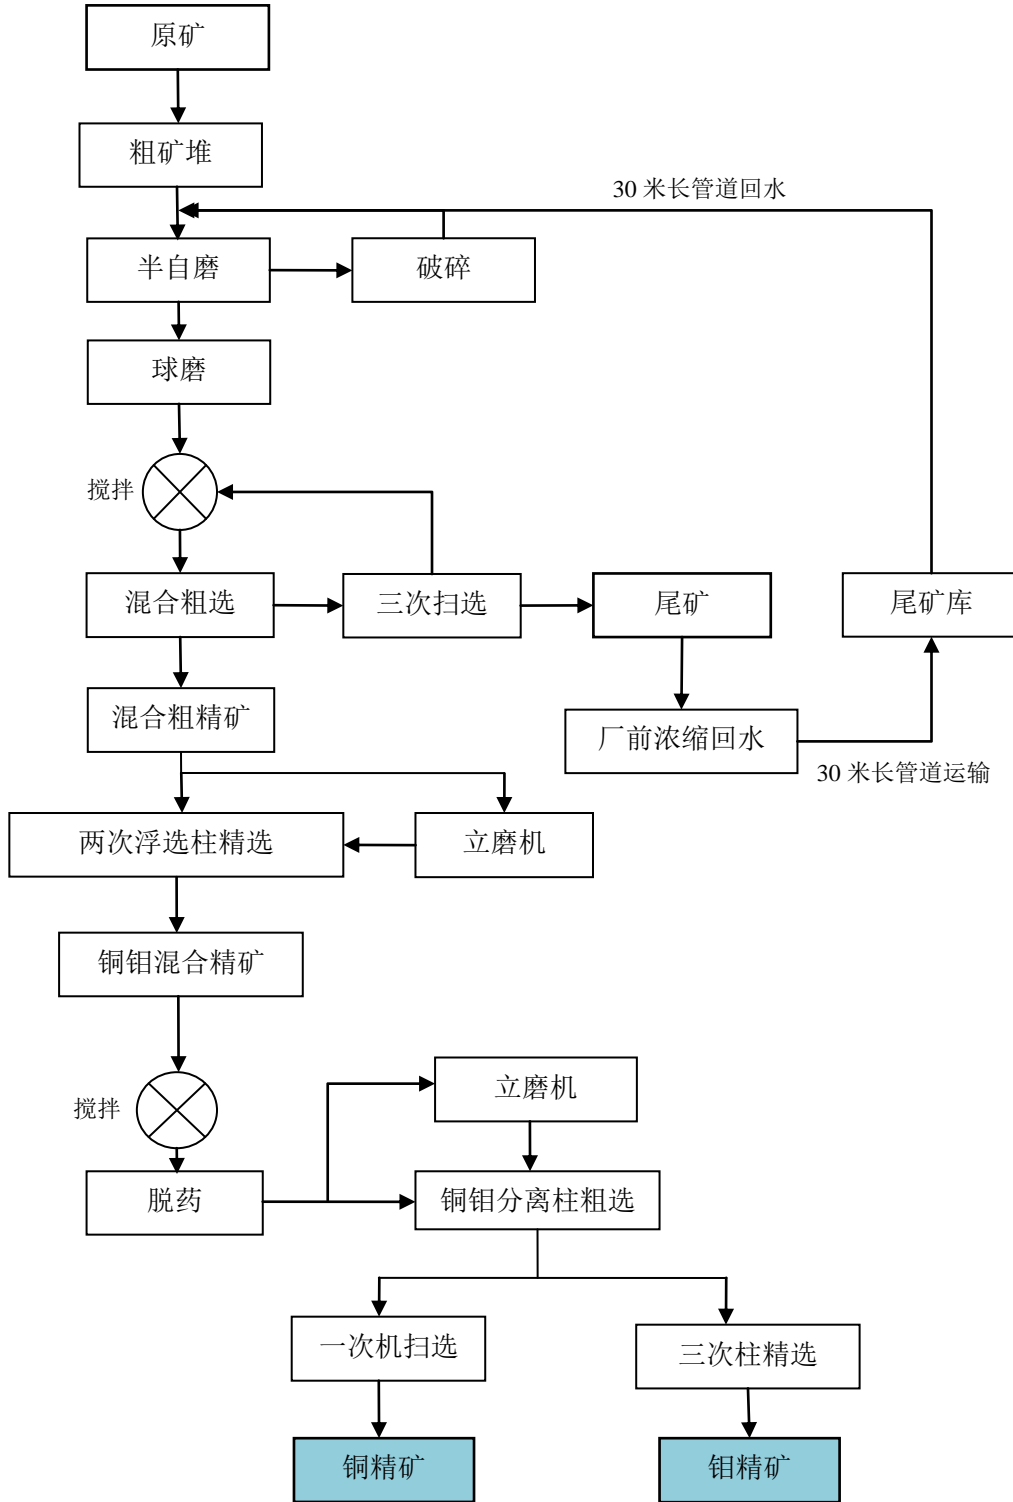 原矿
粗矿堆
30 米长管道回水
半自磨
破碎
球磨
搅拌
混合粗选
三次扫选
尾矿
尾矿库
混合粗精矿
厂前浓缩回水
30 米长管道运输
两次浮选柱精选
立磨机
铜钼混合精矿
立磨机
搅拌
脱药
铜钼分离柱粗选
一次机扫选
三次柱精选
铜精矿
钼精矿